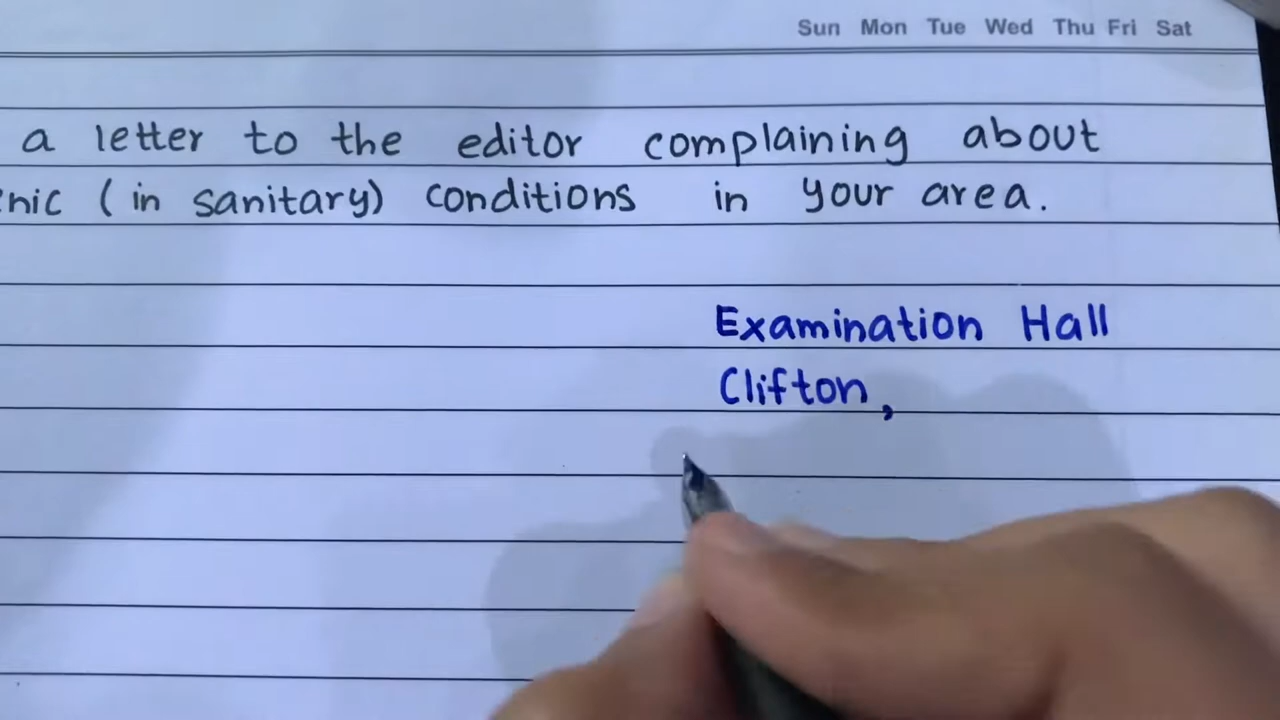 Sun Mon Tue Wed Thu Fri Sat
a letter to the editor complaining about
(in sanitary) conditions in your area.
Examination Hall
Clifton,